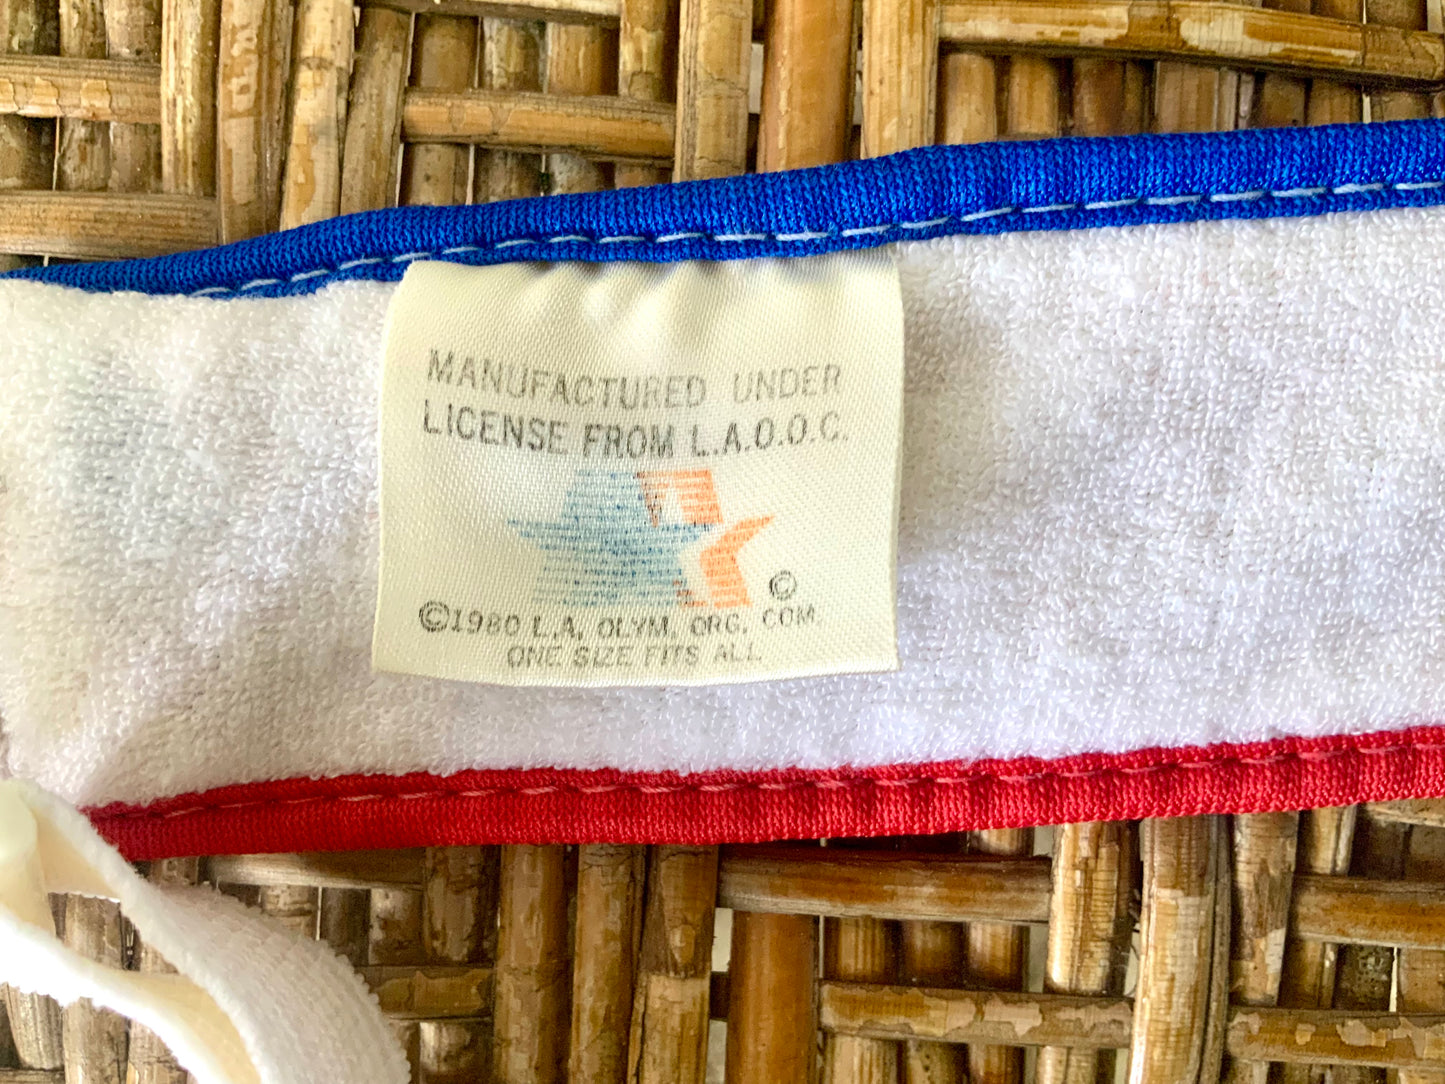 MANUFACTURED UNDER
LICENSE FROM L.A.O.O.C.
©
©1980 L.A. OLYM. ORG. COM.
ONE SIZE FITS ALL